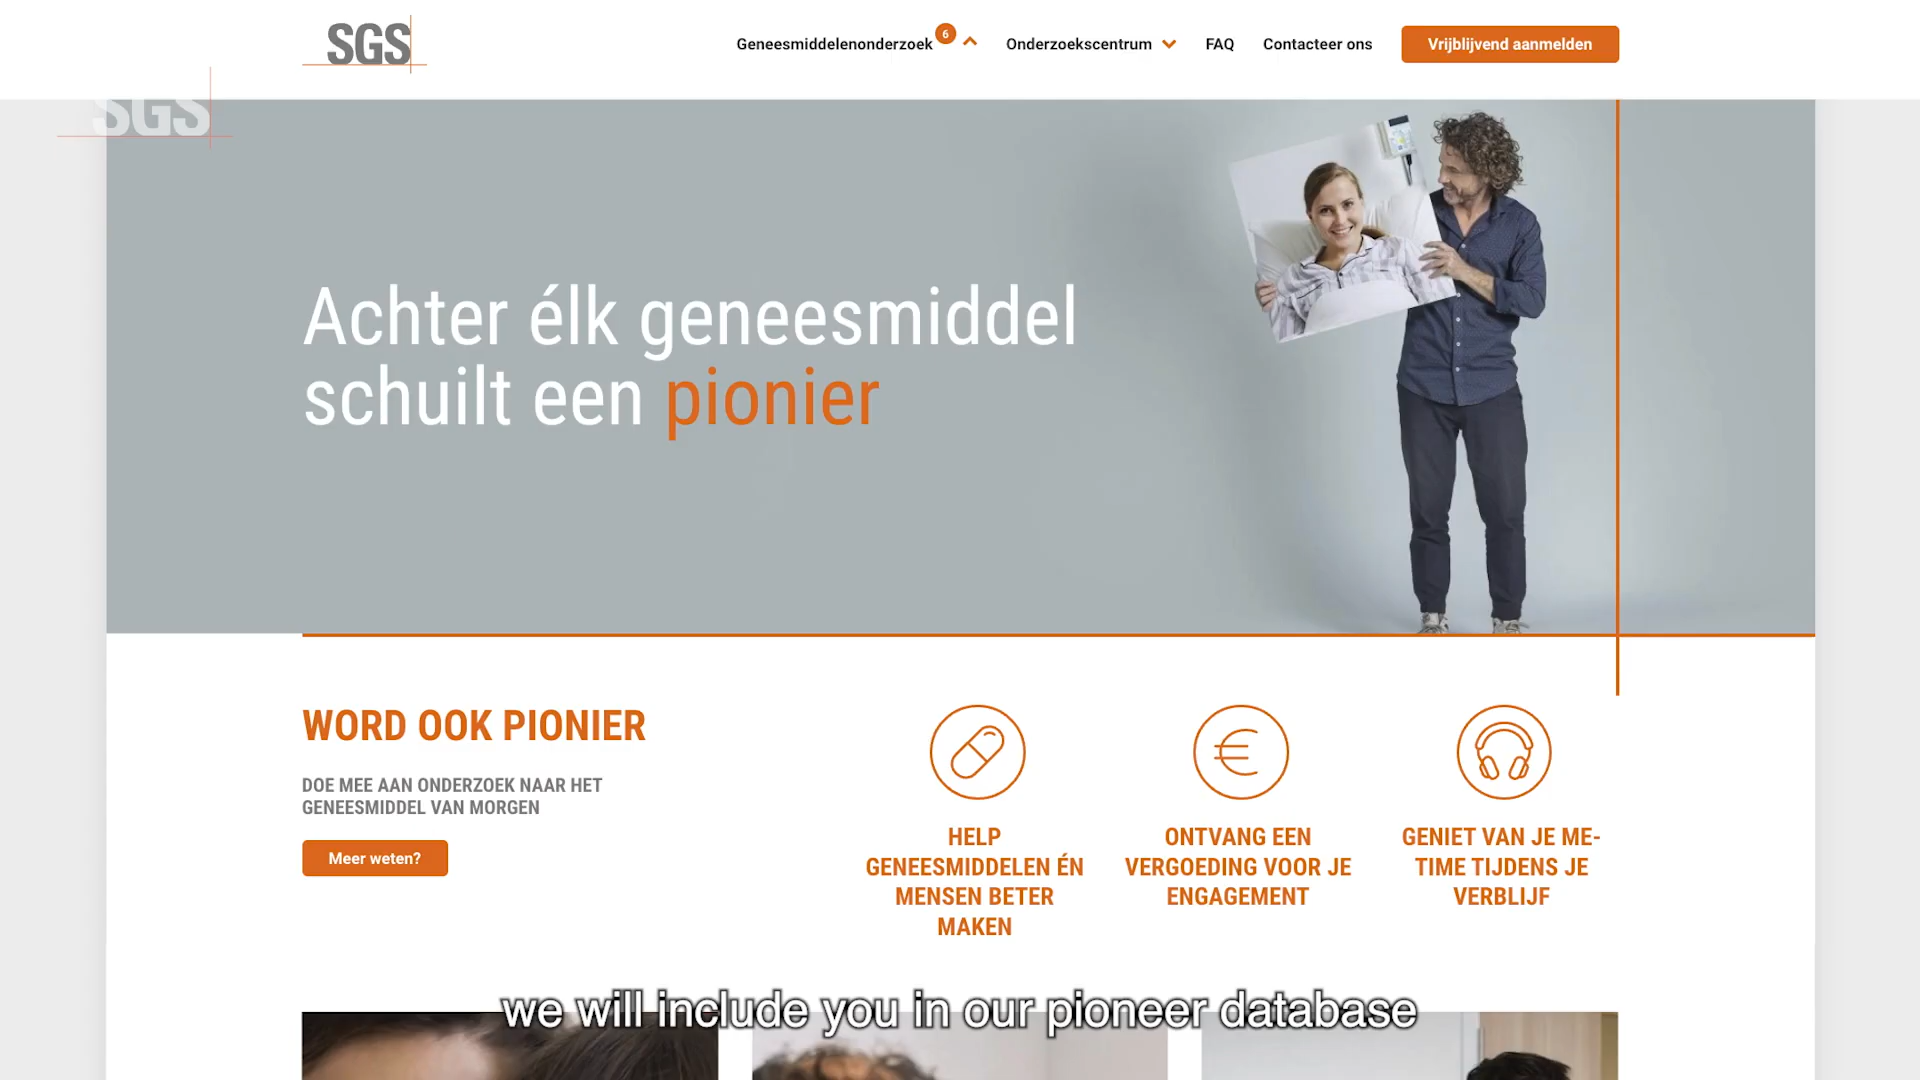 SGS
Geneesmiddelenonderzoek 6
Onderzoekscentrum
FAQ
Contacteer ons
Vrijblijvend aanmelden
SGS
Achter élk geneesmiddel
schuilt een pionier
WORD OOK PIONIER
DOE MEE AAN ONDERZOEK NAAR HET
GENEESMIDDEL VAN MORGEN
Meer weten?
HELP
GENEESMIDDELEN ÉN
MENSEN BETER
MAKEN
ONTVANG EEN
VERGOEDING VOOR JE
ENGAGEMENT
GENIET VAN JE ME-
TIME TIJDENS JE
VERBLIJF
we will include you in our pioneer database